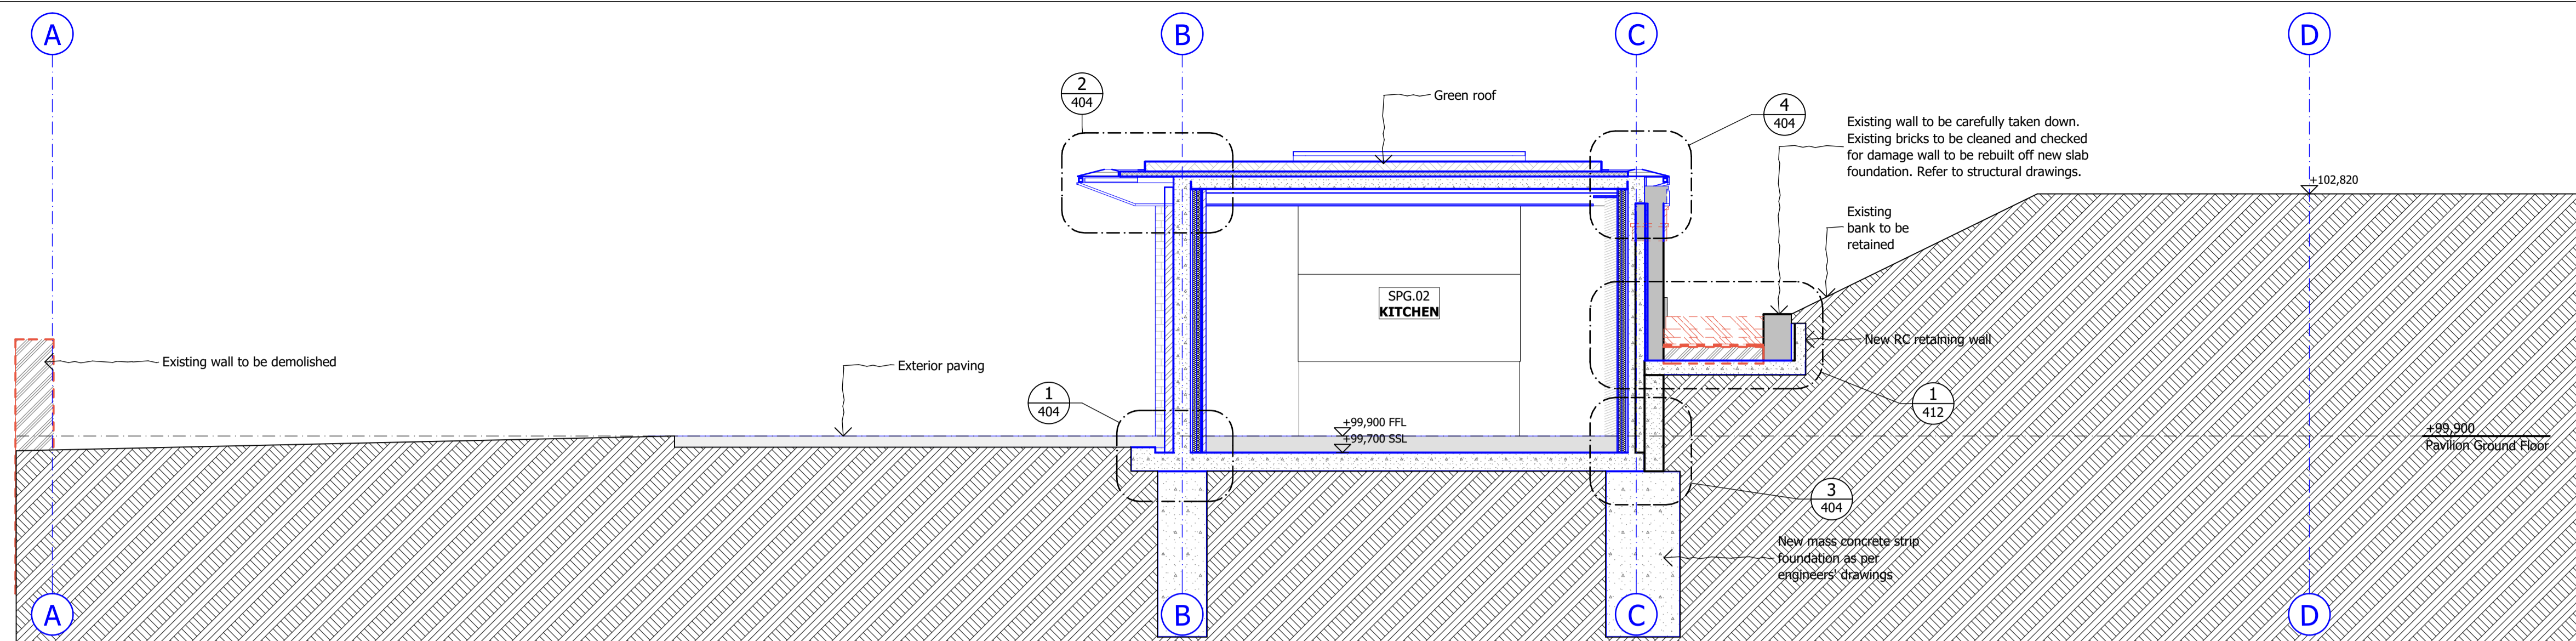 A
B
C
D
2
404
Green roof
4
404
Existing wall to be carefully taken down.
Existing bricks to be cleaned and checked
for damage wall to be rebuilt off new slab
foundation. Refer to structural drawings.
+102,820
Existing
bank to be
retained
SPG.02
KITCHEN
New RC retaining wall
Existing wall to be demolished
Exterior paving
1
404
1
412
+99,900 FFL
+99,700 SSL
+99,900
Pavilion Ground Floor
3
404
New mass concrete strip
foundation as per
engineers' drawings
A
B
C
D